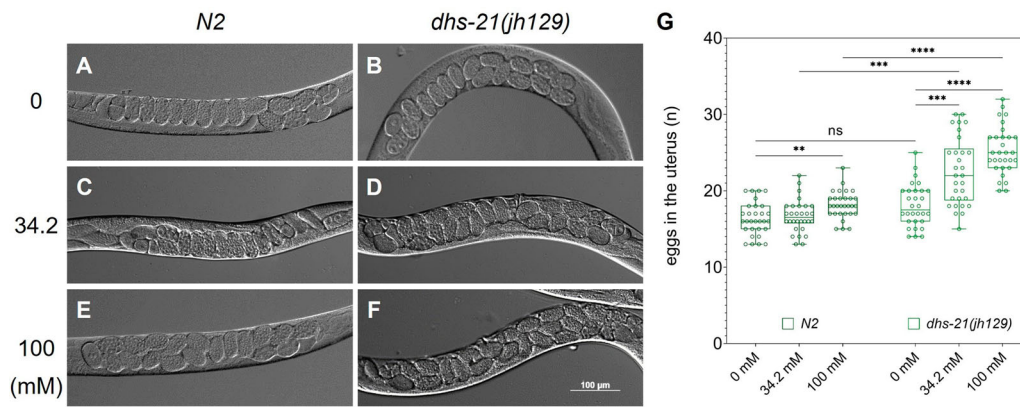 N2
dhs-21(jh129)
G
A
B
0
C
D
34.2
E
F
100
(mM)
100 µm
eggs in the uterus (n)
40
30
20
10
0
****
***
****
***
ns
**
N2
dhs-21(jh129)
0 mM
34.2 mM
100 mM
0 mM
34.2 mM
100 mM